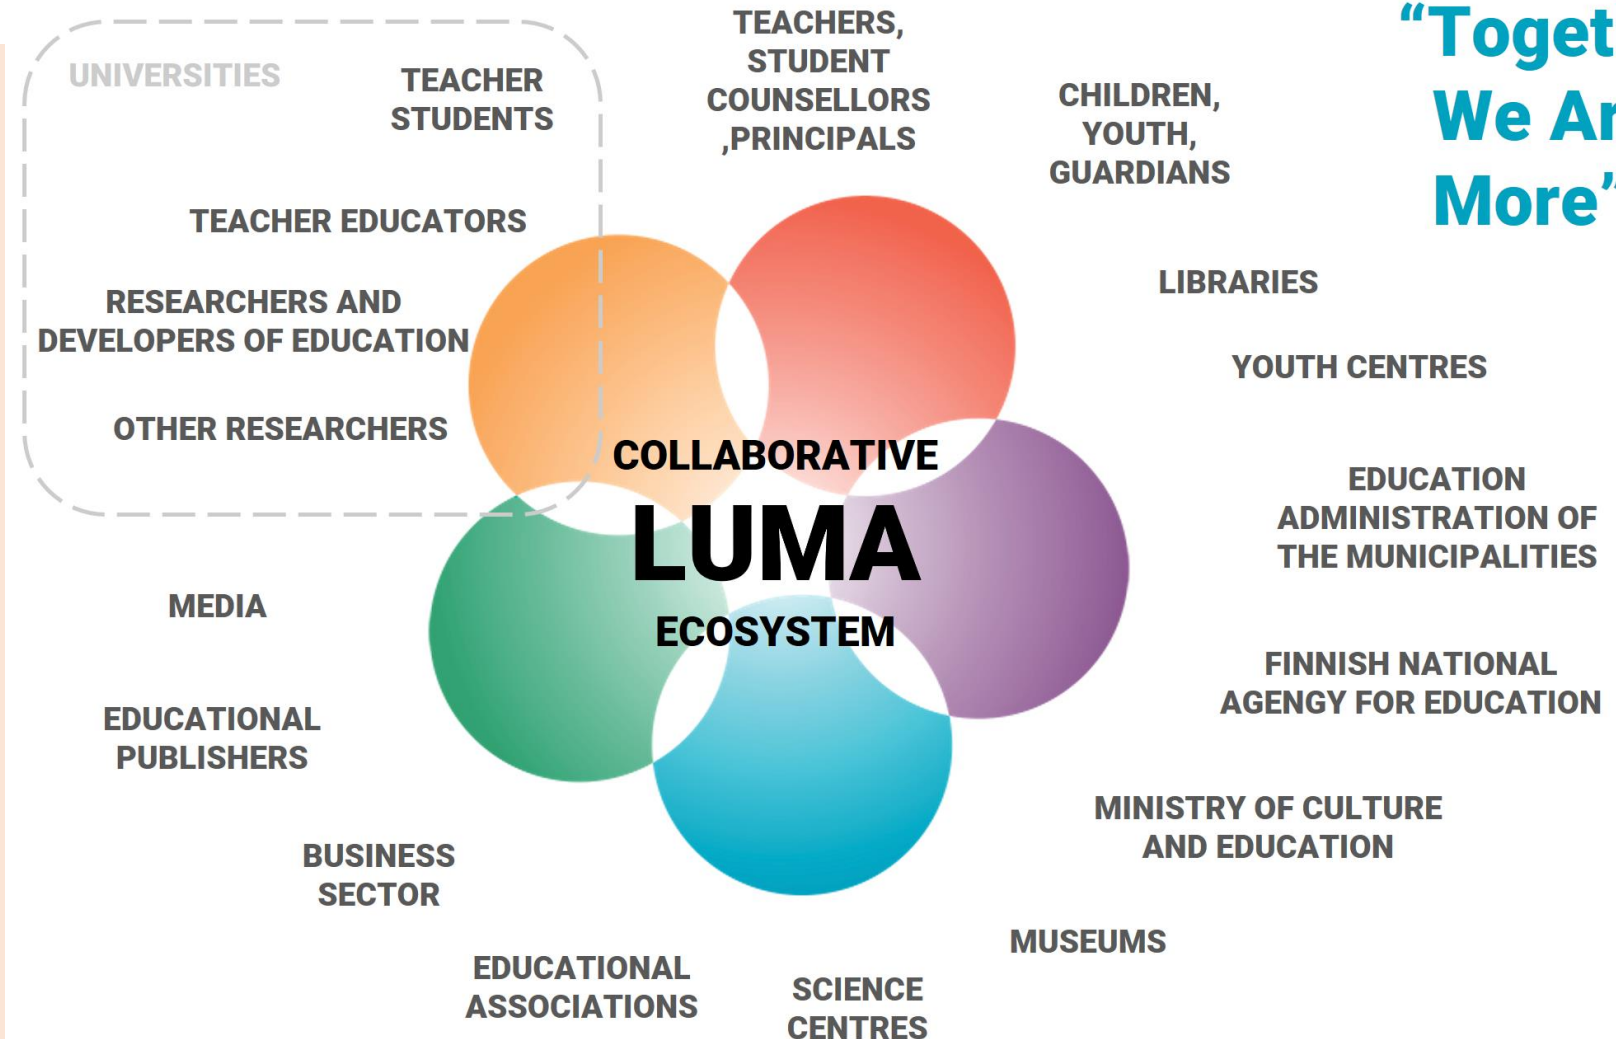 UNIVERSITIES
TEACHER
STUDENTS
TEACHER EDUCATORS
RESEARCHERS AND
DEVELOPERS OF EDUCATION
OTHER RESEARCHERS
TEACHERS,
STUDENT
COUNSELLORS
,PRINCIPALS
CHILDREN,
YOUTH,
GUARDIANS
“Toget
We Ar
More”
LIBRARIES
YOUTH CENTRES
EDUCATION
ADMINISTRATION OF
THE MUNICIPALITIES
FINNISH NATIONAL
AGENGY FOR EDUCATION
MINISTRY OF CULTURE
AND EDUCATION
MUSEUMS
SCIENCE
CENTRES
EDUCATIONAL
ASSOCIATIONS
BUSINESS
SECTOR
EDUCATIONAL
PUBLISHERS
MEDIA
COLLABORATIVE
LUMA
ECOSYSTEM